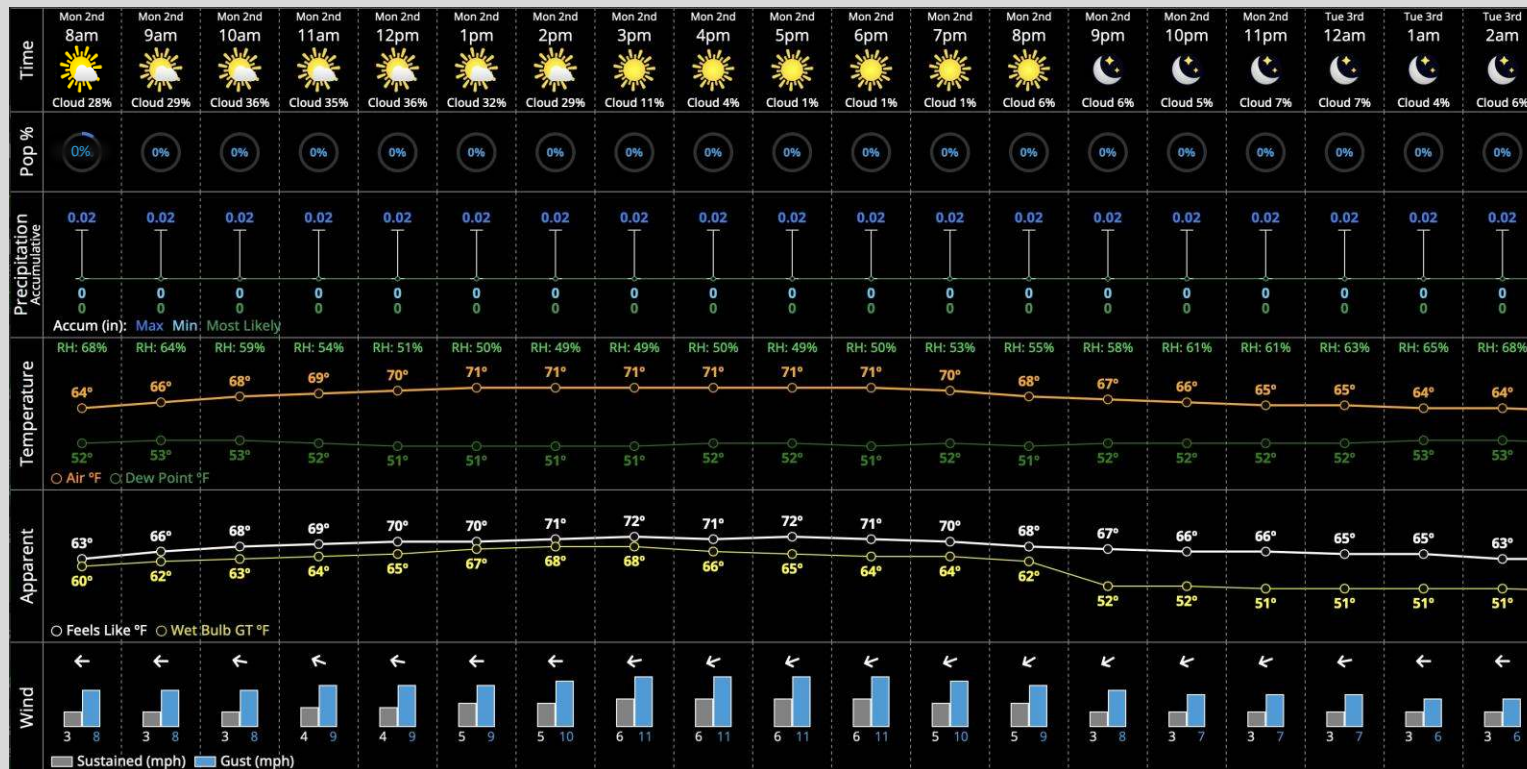 Time
Mon 2nd Mon 2nd Mon 2nd Mon 2nd Mon 2nd Mon 2nd Mon 2nd Mon 2nd Mon 2nd Mon 2nd Mon 2nd Mon 2nd Mon 2nd Mon 2nd Mon 2nd Mon 2nd Tue 3rd Tue 3rd Tue 3rd
8am 9am 10am 11am 12pm 1pm 2pm 3pm 4pm 5pm 6pm 7pm 8pm 9pm 10pm 11pm 12am 1am 2am
Cloud 28% Cloud 29% Cloud 36% Cloud 35% Cloud 36% Cloud 32% Cloud 29% Cloud 11% Cloud 4% Cloud 1% Cloud 1% Cloud 1% Cloud 6% Cloud 6% Cloud 5% Cloud 7% Cloud 7% Cloud 4% Cloud 6%
Pop %
0% 0% 0% 0% 0% 0% 0% 0% 0% 0% 0% 0% 0% 0% 0% 0% 0% 0% 0%
Precipitation
Accumulative
0.02 0.02 0.02 0.02 0.02 0.02 0.02 0.02 0.02 0.02 0.02 0.02 0.02 0.02 0.02 0.02 0.02 0.02 0.02
0 0 0 0 0 0 0 0 0 0 0 0 0 0 0 0 0 0 0
0 0 0 0 0 0 0 0 0 0 0 0 0 0 0 0 0 0 0
Accum (in): Max Min Most Likely
Temperature
RH: 68% RH: 64% RH: 59% RH: 54% RH: 51% RH: 50% RH: 49% RH: 49% RH: 50% RH: 49% RH: 50% RH: 53% RH: 55% RH: 58% RH: 61% RH: 61% RH: 63% RH: 65% RH: 68%
64° 66° 68° 69° 70° 71° 71° 71° 71° 71° 71° 70° 68° 67° 66° 65° 65° 64° 64°
52° 53° 53° 52° 51° 51° 51° 51° 52° 52° 51° 52° 51° 52° 52° 52° 52° 53° 53°
Air °F Dew Point °F
Apparent
63° 66° 68° 69° 70° 70° 71° 72° 71° 72° 71° 70° 68° 67° 66° 66° 65° 65° 63°
60° 62° 63° 64° 65° 67° 68° 68° 66° 65° 64° 64° 62° 52° 52° 51° 51° 51° 51°
Feels Like °F Wet Bulb GT °F
Wind
3 8 3 8 3 8 4 9 4 9 5 9 5 10 6 11 6 11 6 11 6 11 5 10 5 9 3 8 3 7 3 7 3 7 3 6 3 6
Sustained (mph) Gust (mph)